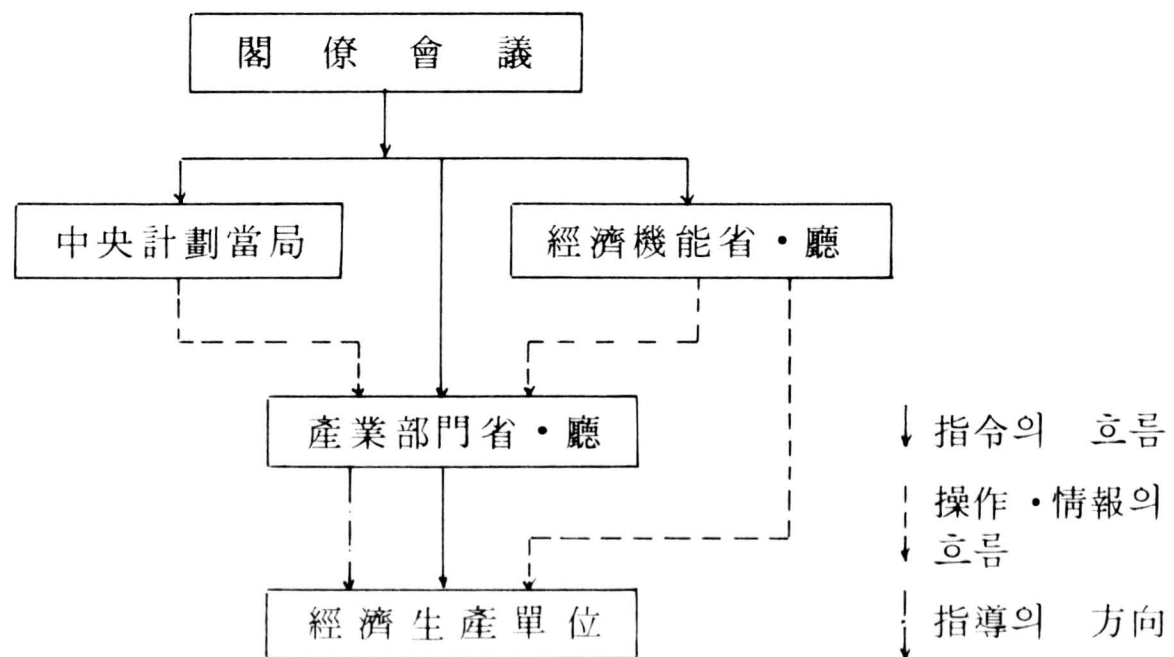 閣僚會議
中央計劃當局
經濟機能省・廳
產業部門省・廳
經濟生產單位
指令의 흐름
操作・情報의
흐름
指導의 方向